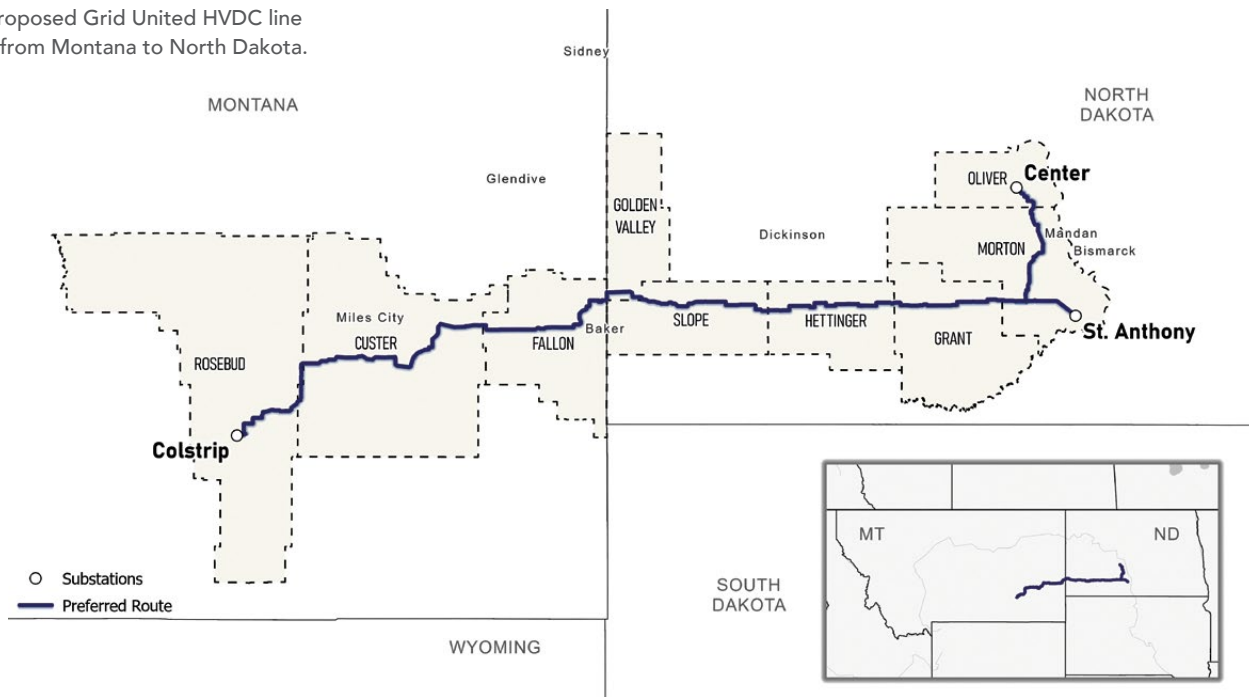 roposed Grid United HVDC line
from Montana to North Dakota.
Sidney
MONTANA
NORTH
DAKOTA
Glendive
OLIVER
Center
GOLDEN
VALLEY
Dickinson
MORTON
Mandan
Bismarck
Miles City
CUSTER
Baker
SLOPE
HETTINGER
FALLON
GRANT
St. Anthony
ROSEBUD
Colstrip
Substations
Preferred Route
SOUTH
DAKOTA
WYOMING
MT
ND